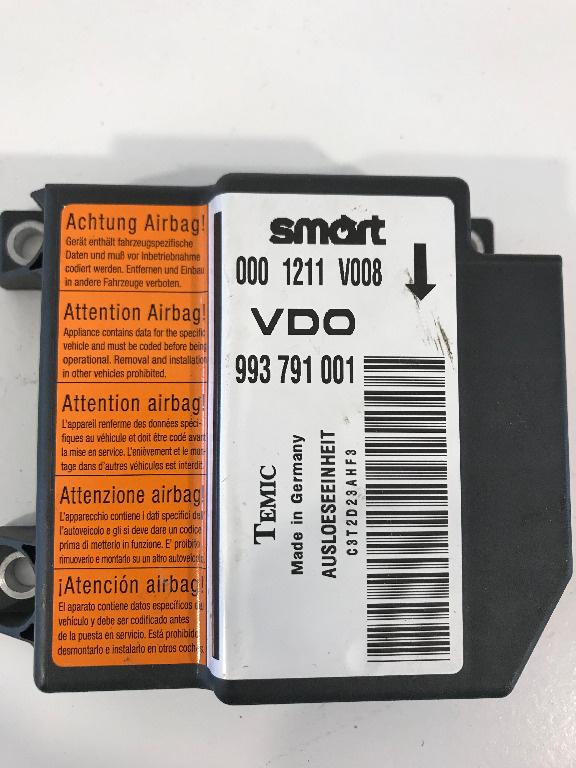 Achtung Airbag!
Gerät enthält fahrzeugspezifische
Daten und muß vor Inbetriebnahme
codiert werden. Entfernen und Einbau
in andere Fahrzeuge verboten.
Attention Airbag!
Appliance contains data for the specific
vehicle and must be coded before being
operational. Removal and installation
in other vehicles prohibited.
Attention airbag!
L'appareil renferme des données spéci-
fiques au véhicule et doit être codé avant
la mise en service. L'enlèvement et le mon-
tage dans d'autres véhicules est interdit.
Attenzione airbag!
L'apparecchio contiene i dati specifici del
l'autoveicolo e gli si deve dare un codice
prima di metterlo in funzione. E' proibito
rimuoverlo e montarlo su un altro autoveicolo.
¡Atención airbag!
El aparato contiene datos específicos du
vehículo y debe ser codificado antes
de la puesta en servicio. Está prohibido
desmontarlo e instalarlo en otros coches.
smart
000 1211 V008
VDO
993 791 001
TEMIC
Made in Germany
AUSLOESEEINHEIT
C3T2D23AHF3